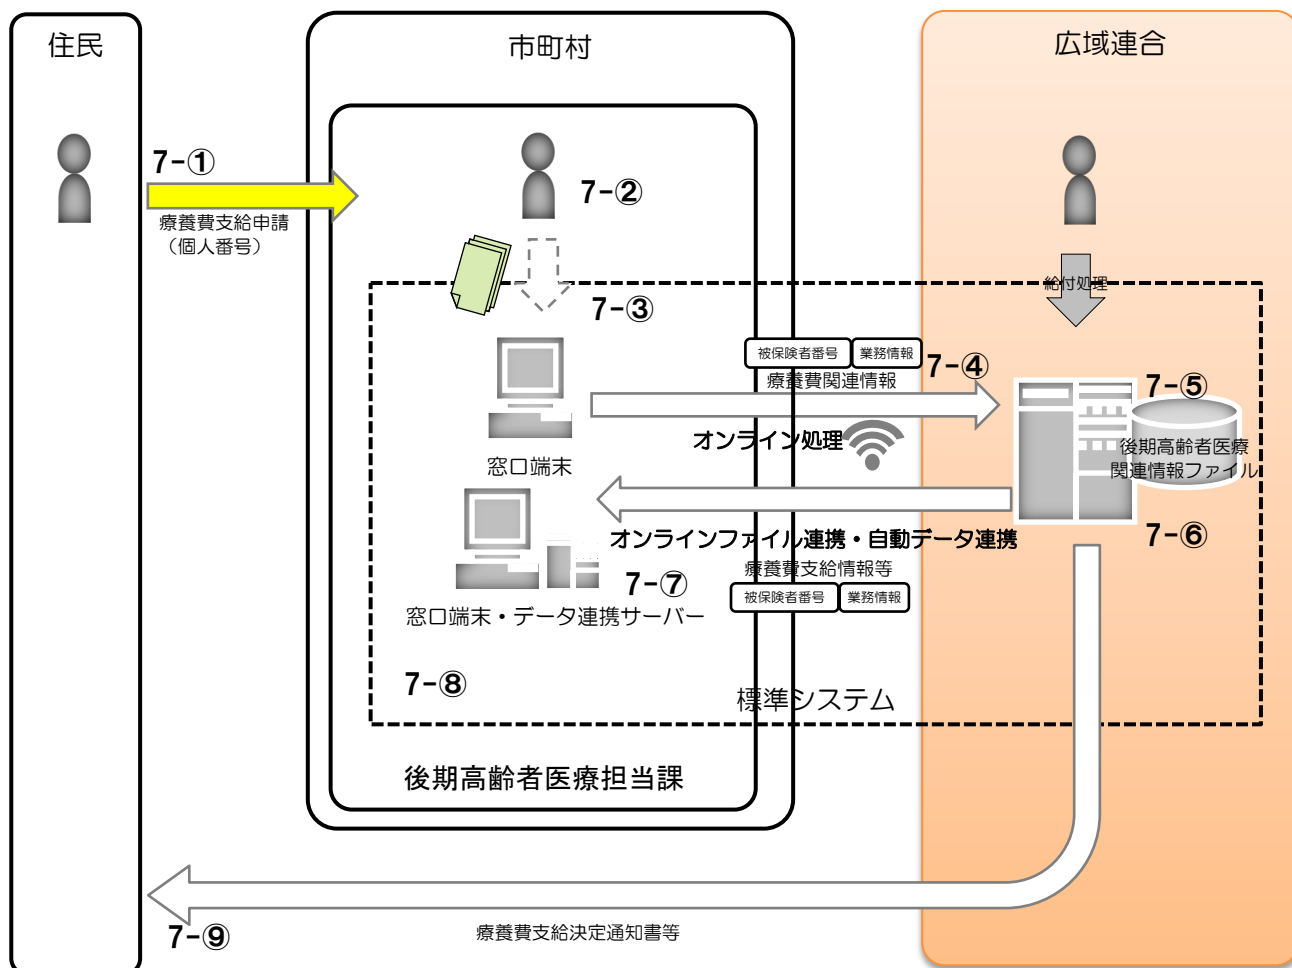 住民
市町村
広域連合
7-①
療養費支給申請
（個人番号）
7-②
7-③
給付処理
被保険者番号 業務情報
療養費関連情報
7-④
オンライン処理
窓口端末
7-⑤
後期高齢者医療
関連情報ファイル
オンラインファイル連携・自動データ連携
7-⑥
療養費支給情報等
被保険者番号 業務情報
7-⑦
窓口端末・データ連携サーバー
7-⑧
標準システム
後期高齢者医療担当課
7-⑨
療養費支給決定通知書等